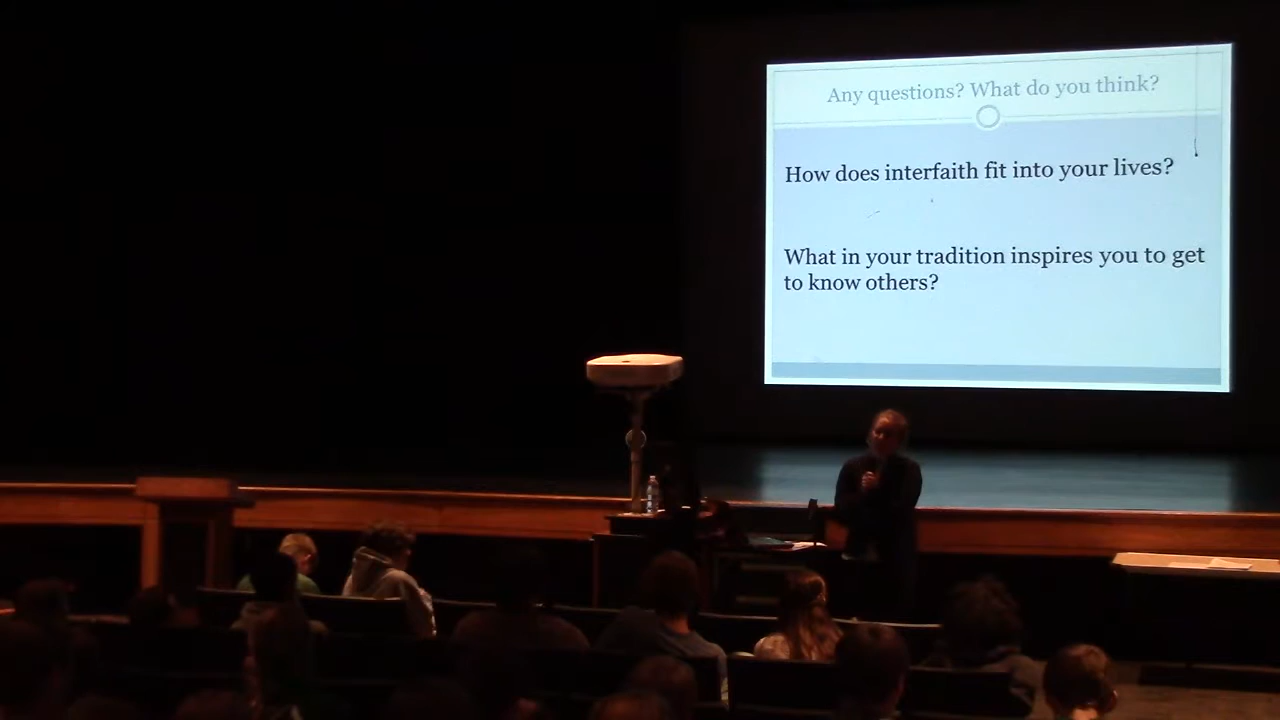 Any questions? What do you think?
How does interfaith fit into your lives?
What in your tradition inspires you to get
to know others?